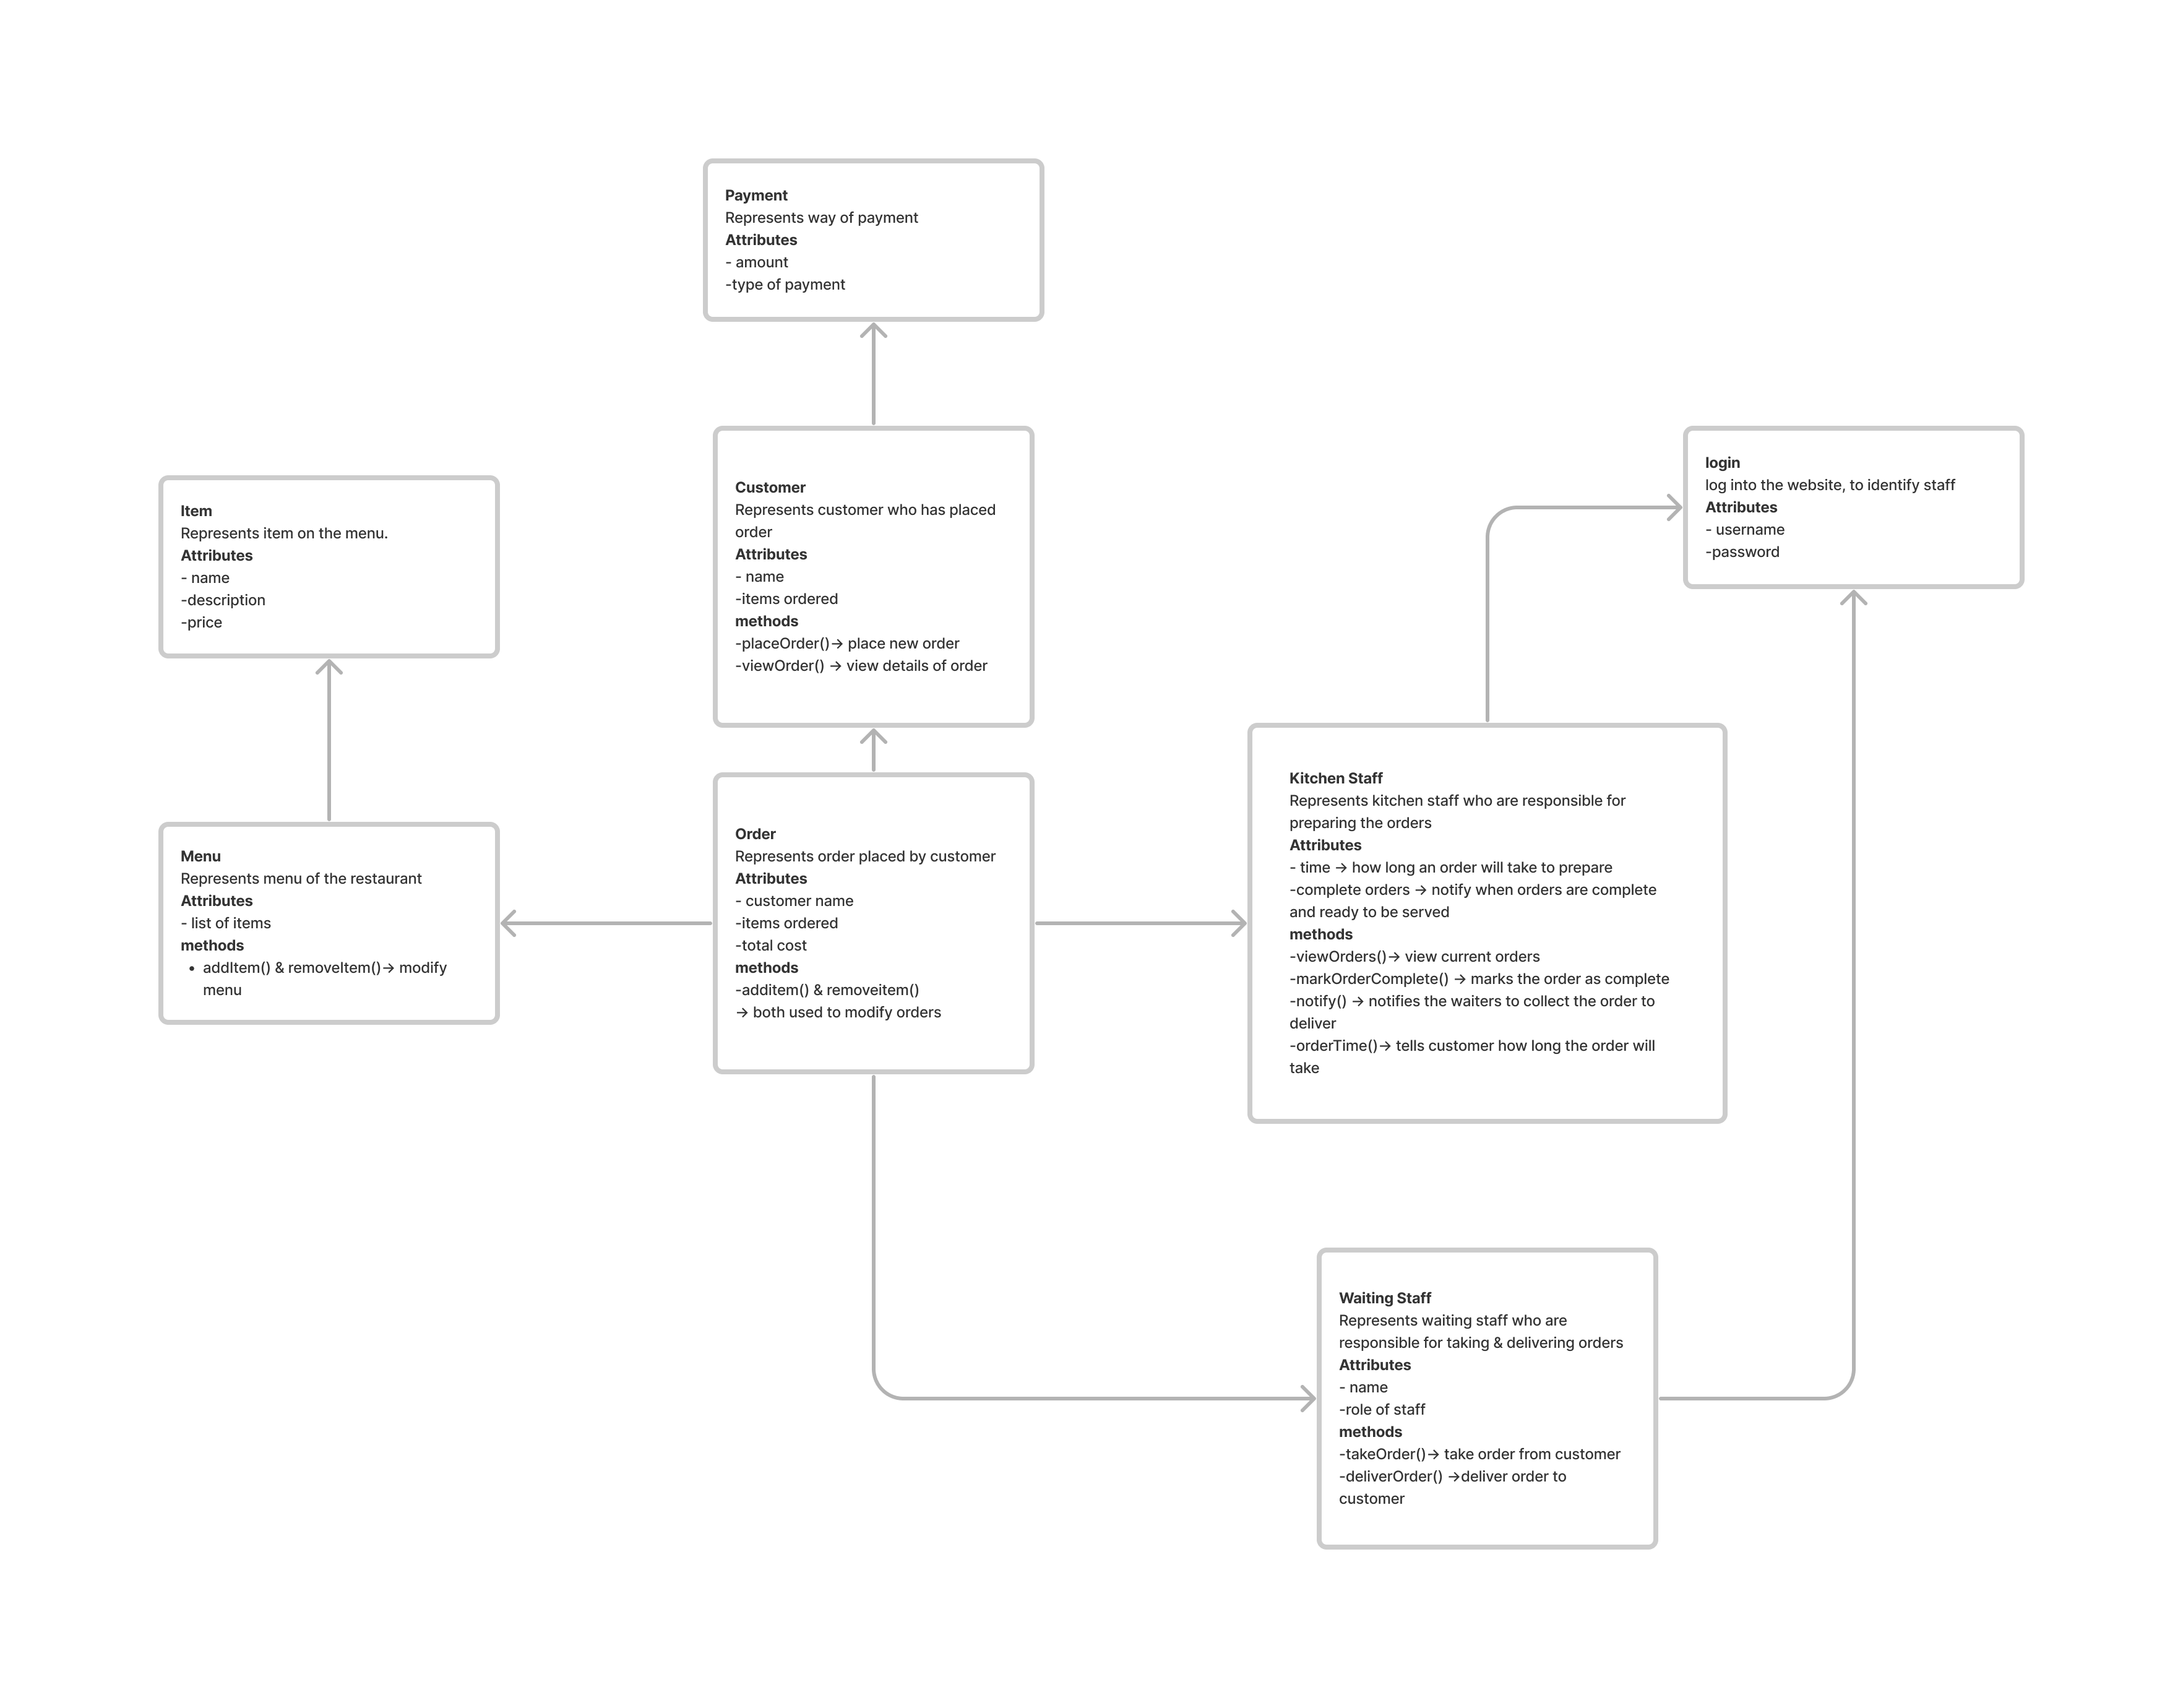 Payment
Represents way of payment
Attributes
- amount
-type of payment
Customer
Represents customer who has placed
order
Attributes
- name
-items ordered
methods
-placeOrder()→ place new order
-viewOrder() → view details of order
login
log into the website, to identify staff
Attributes
- username
-password
Item
Represents item on the menu.
Attributes
- name
-description
-price
Menu
Represents menu of the restaurant
Attributes
- list of items
methods
• addItem() & removeItem()→ modify
menu
Order
Represents order placed by customer
Attributes
- customer name
-items ordered
-total cost
methods
-additem() & removeitem()
→ both used to modify orders
Kitchen Staff
Represents kitchen staff who are responsible for
preparing the orders
Attributes
- time → how long an order will take to prepare
-complete orders → notify when orders are complete
and ready to be served
methods
-viewOrders()→ view current orders
-markOrderComplete() → marks the order as complete
-notify() → notifies the waiters to collect the order to
deliver
-orderTime()→ tells customer how long the order will
take
Waiting Staff
Represents waiting staff who are
responsible for taking & delivering orders
Attributes
- name
-role of staff
methods
-takeOrder()→ take order from customer
-deliverOrder() →deliver order to
customer